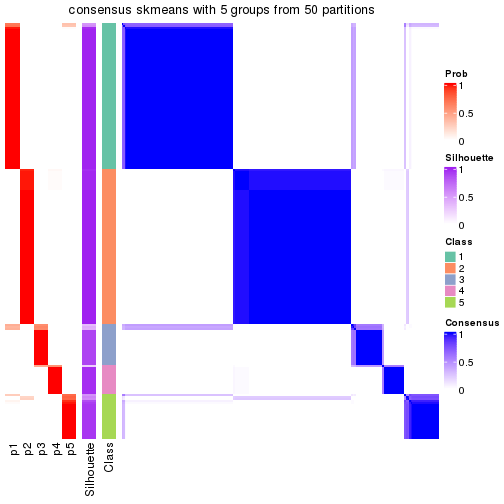 consensus skmeans with 5 groups from 50 partitions
Prob
1
0.5
0
Silhouette
1
0.5
0
Class
1
2
3
4
5
Consensus
1
0.5
0
p1
p2
p3
p4
p5
Silhouette
Class